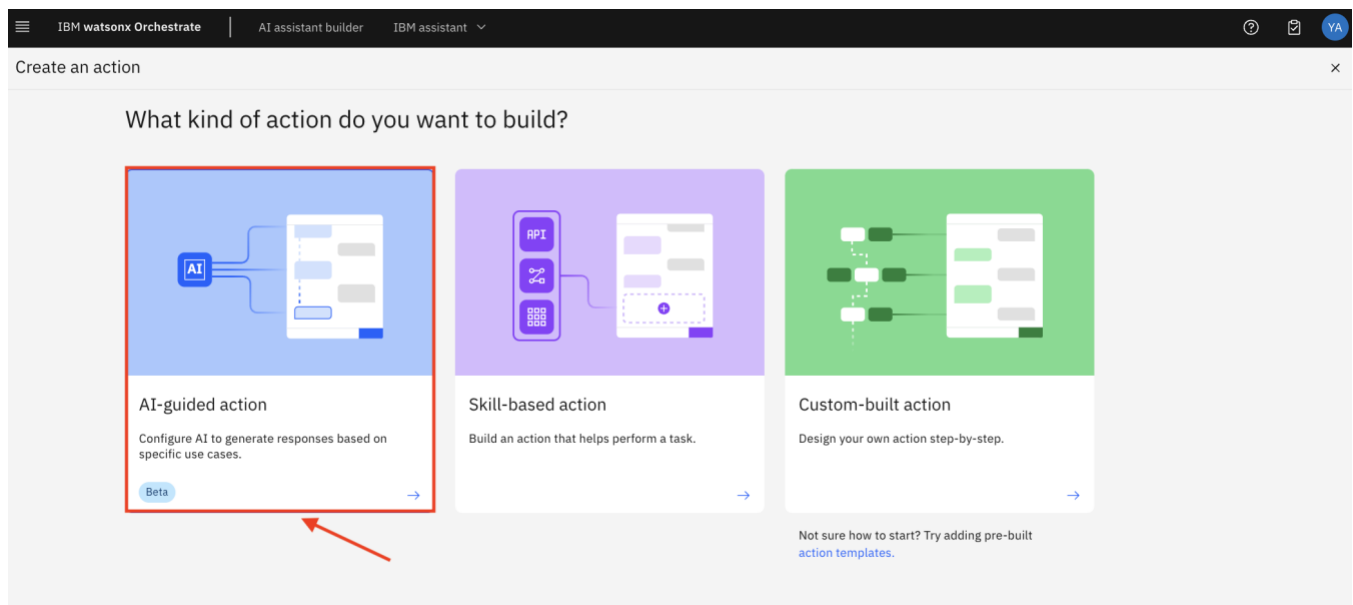 IBM watsonx Orchestrate
AI assistant builder
IBM assistant
YA
Create an action
What kind of action do you want to build?
AI
AI-guided action
Configure AI to generate responses based on
specific use cases.
Beta
API
Skill-based action
Build an action that helps perform a task.
Custom-built action
Design your own action step-by-step.
Not sure how to start? Try adding pre-built
action templates.